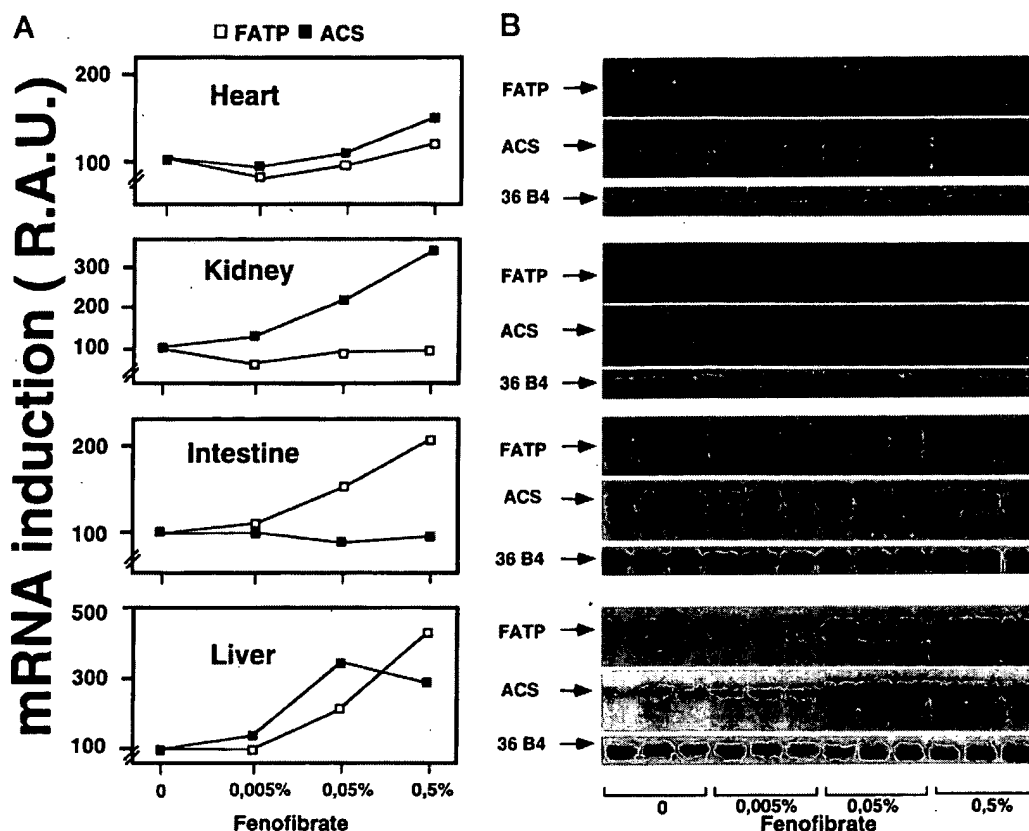 A
□ FATP ■ ACS
mRNA induction ( R.A.U.)
200
Heart
100
300
Kidney
200
100
200
Intestine
100
500
Liver
300
100
0 0,005% 0,05% 0,5%
Fenofibrate
B
FATP
ACS
36 B4
FATP
ACS
36 B4
FATP
ACS
36 B4
FATP
ACS
36 B4
0 0,005% 0,05% 0,5%
Fenofibrate